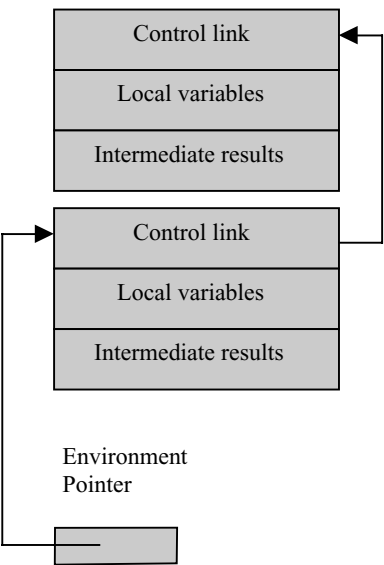 Control link
Local variables
Intermediate results
Control link
Local variables
Intermediate results
Environment
Pointer